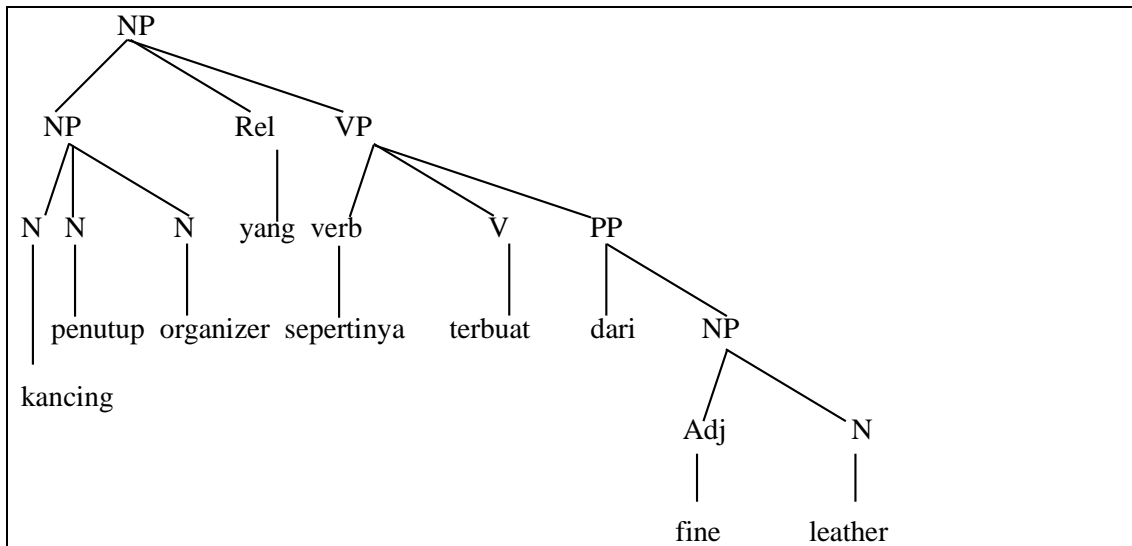 NP
NP Rel VP
N N N yang verb V PP
penutup organizer sepertinya terbuat dari NP
kancing
Adj N
fine leather